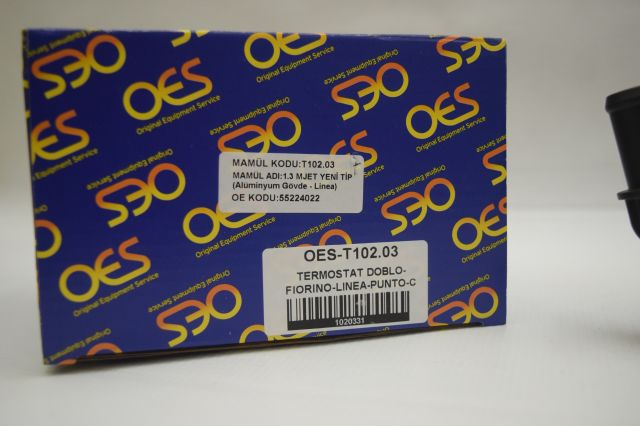 OES
Original Equipment Service
MAMÜL KODU:T102.03
MAMÜL ADI:1.3 MJET YENİ TİP
(Aluminyum Gövde - Linea)
OE KODU:55224022
OES-T102.03
TERMOSTAT DOBLO-
FIORINO-LINEA-PUNTO-C
1020331